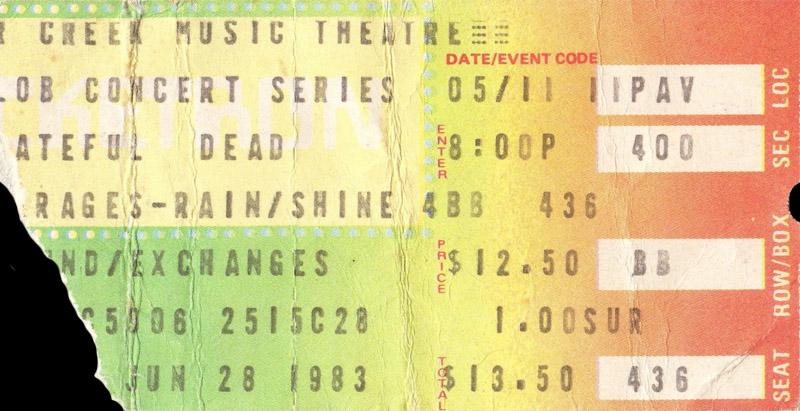 R CREEK MUSIC THEATRE
DATE/EVENT CODE
LOB CONCERT SERIES 05/11 11PAV LOC
ATEFUL DEAD ENTER 8:00P 400 SEC
RAGES-RAIN/SHINE 4BB 436
UND/EXCHANGES PRICE $12.50 BB ROW/BOX
C5906 2515C28 1.00SUR
JUN 28 1983 TOTAL $13.50 436 SEAT